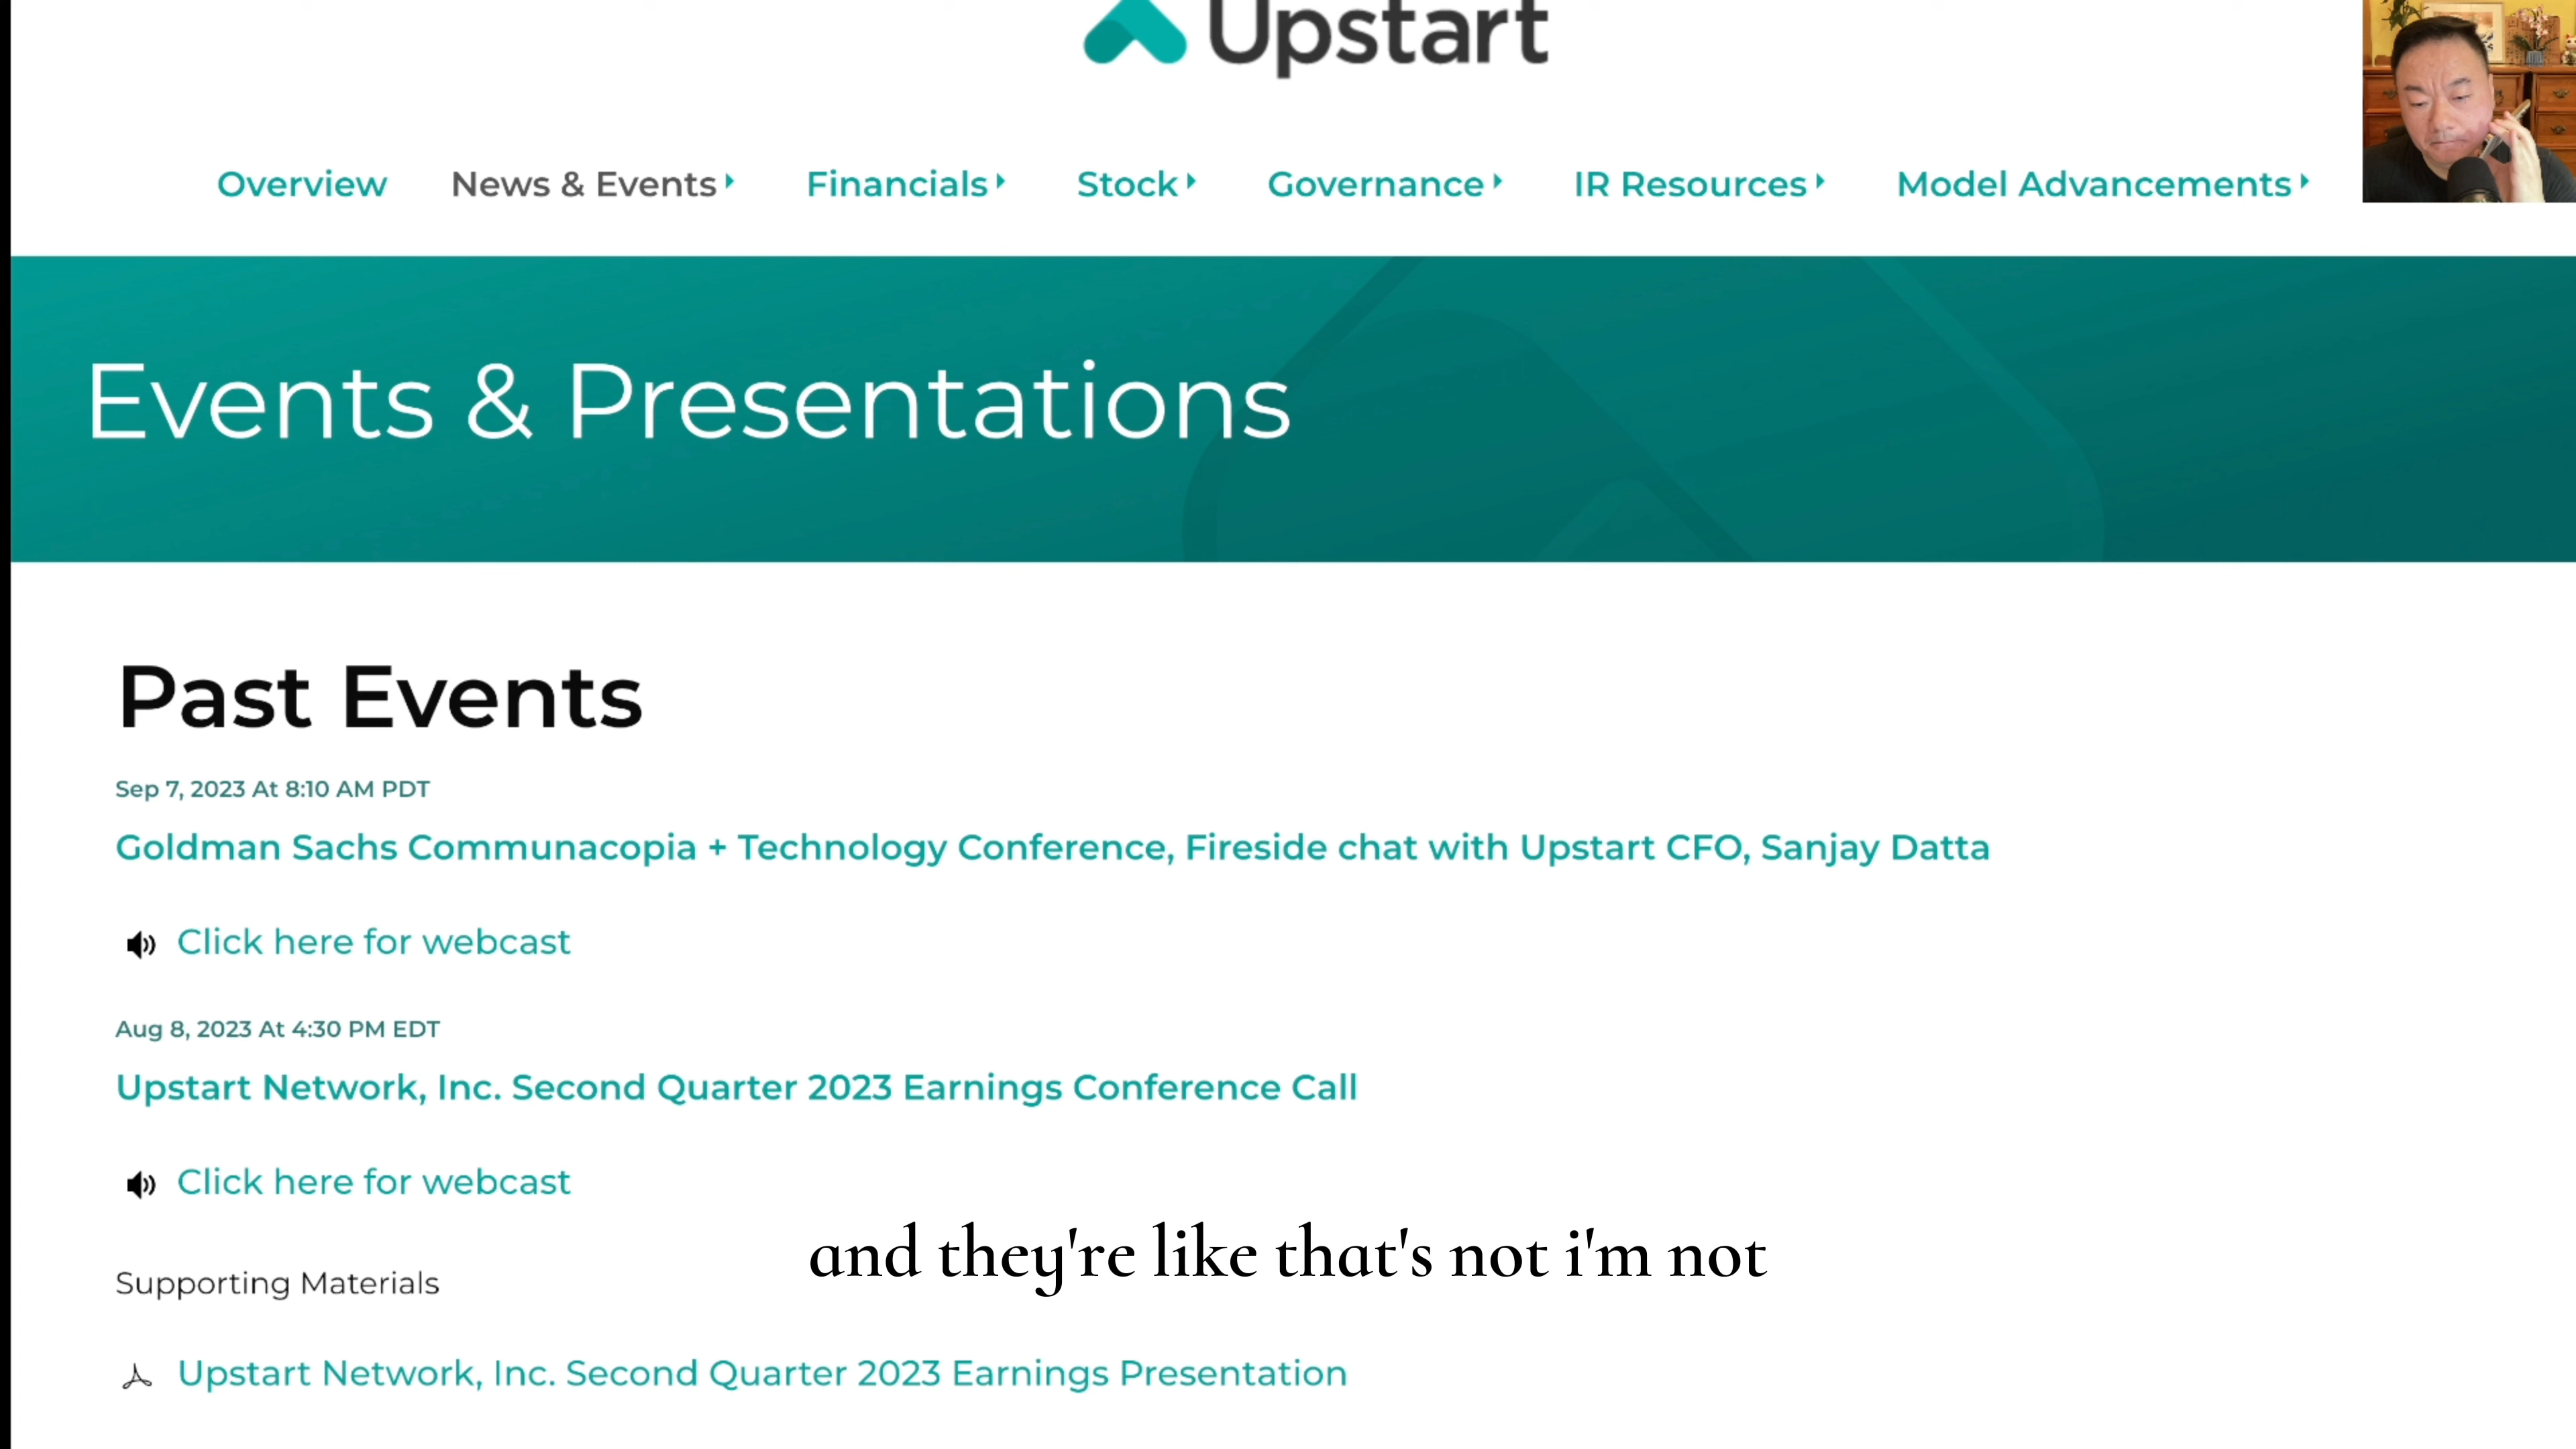 Upstart
Overview News & Events Financials Stock Governance IR Resources Model Advancements
Events & Presentations
Past Events
Sep 7, 2023 At 8:10 AM PDT
Goldman Sachs Communacopia + Technology Conference, Fireside chat with Upstart CFO, Sanjay Datta
Click here for webcast
Aug 8, 2023 At 4:30 PM EDT
Upstart Network, Inc. Second Quarter 2023 Earnings Conference Call
Click here for webcast
and they're like that's not i'm not
Supporting Materials
Upstart Network, Inc. Second Quarter 2023 Earnings Presentation